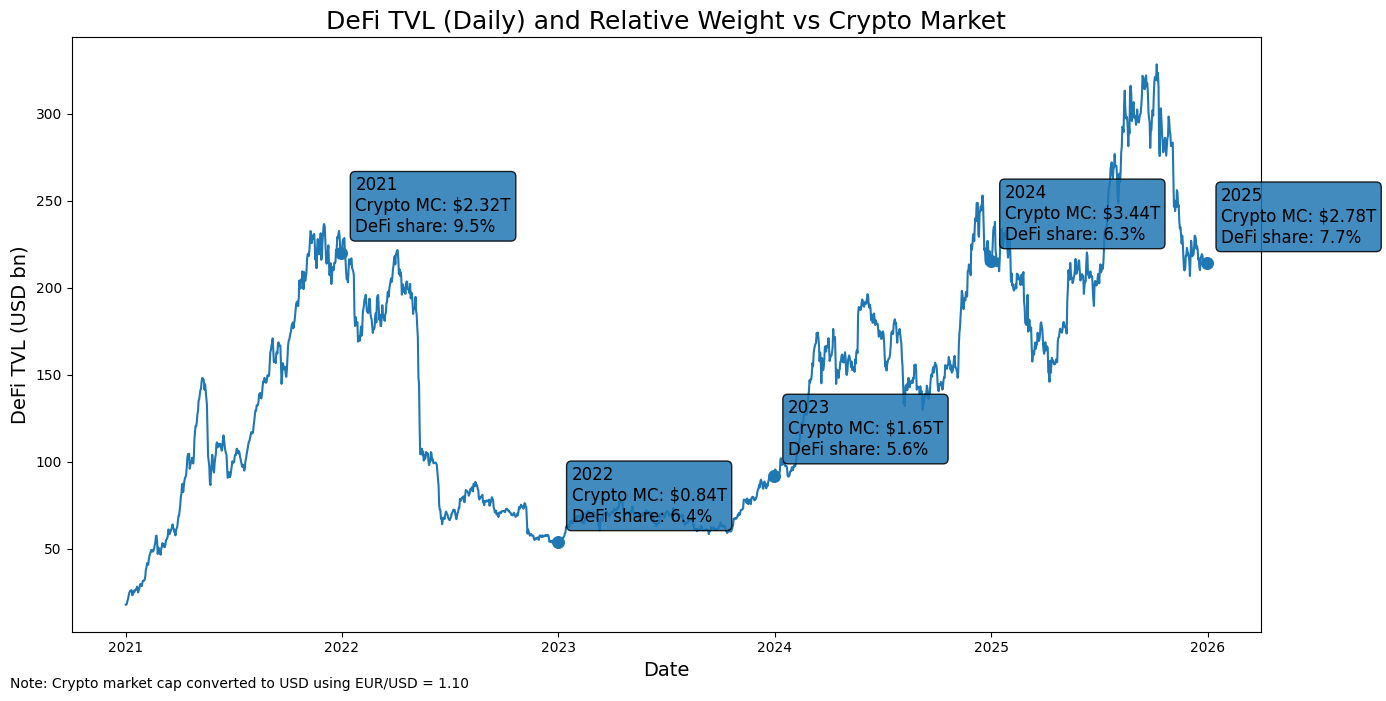 DeFi TVL (Daily) and Relative Weight vs Crypto Market
DeFi TVL (USD bn)
300
250
200
150
100
50
2021
Crypto MC: $2.32T
DeFi share: 9.5%
2022
Crypto MC: $0.84T
DeFi share: 6.4%
2023
Crypto MC: $1.65T
DeFi share: 5.6%
2024
Crypto MC: $3.44T
DeFi share: 6.3%
2025
Crypto MC: $2.78T
DeFi share: 7.7%
2021 2022 2023 2024 2025 2026
Date
Note: Crypto market cap converted to USD using EUR/USD = 1.10